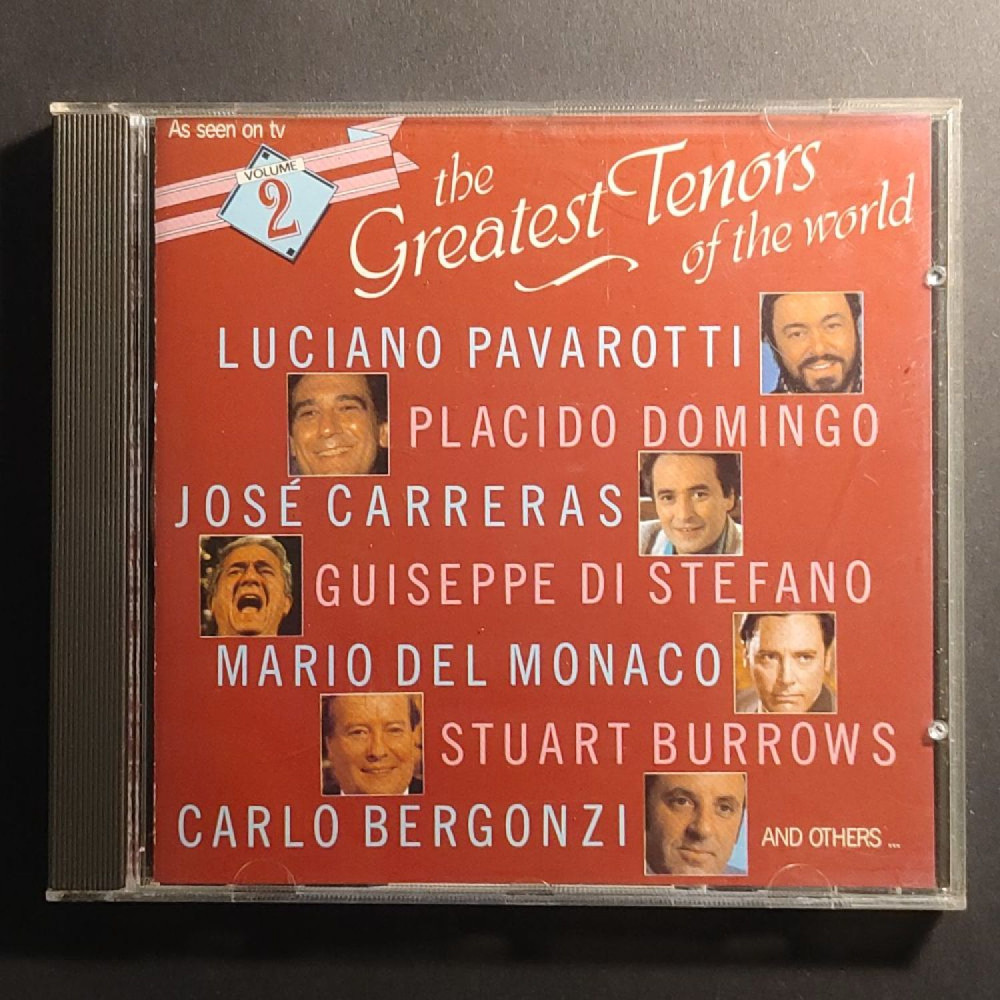 As seen on tv
VOLUME
2
the
Greatest Tenors
of the world
LUCIANO PAVAROTTI
PLACIDO DOMINGO
JOSÉ CARRERAS
GUISEPPE DI STEFANO
MARIO DEL MONACO
STUART BURROWS
CARLO BERGONZI
AND OTHERS ...